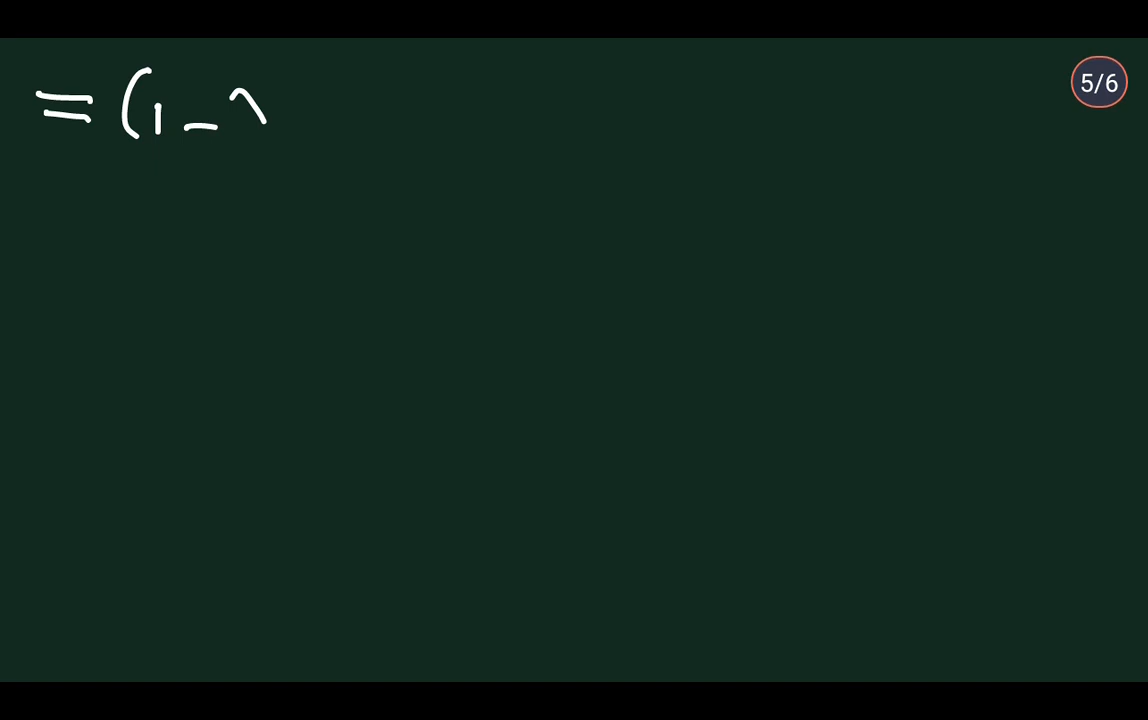 = (1 -
5/6